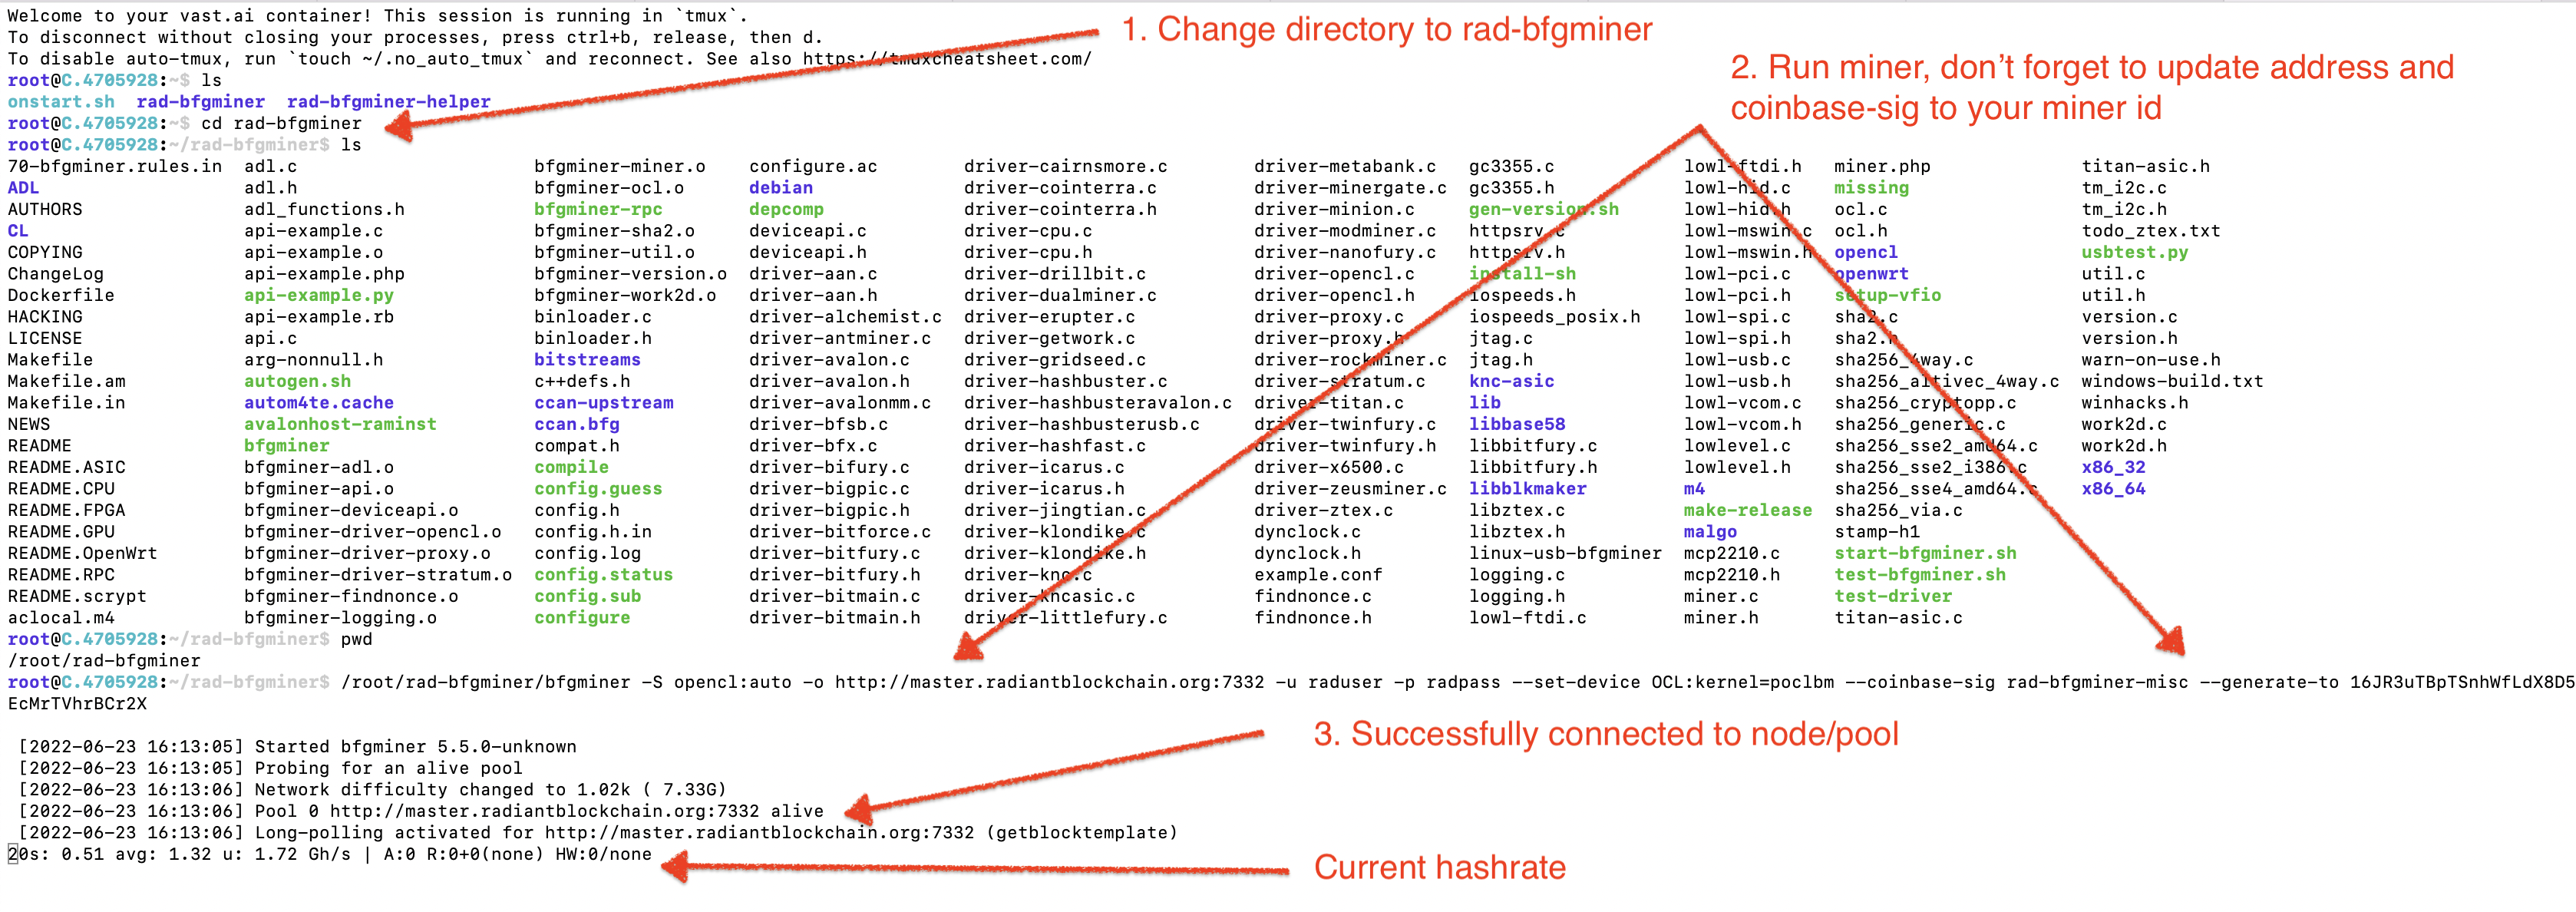 Welcome to your vast.ai container! This session is running in `tmux`.
To disconnect without closing your processes, press ctrl+b, release, then d.
To disable auto-tmux, run `touch ~/.no_auto_tmux` and reconnect. See also https://tmuxcheatsheet.com/
1. Change directory to rad-bfgminer
2. Run miner, don't forget to update address and
coinbase-sig to your miner id
root@C.4705928:~$ ls
onstart.sh  rad-bfgminer  rad-bfgminer-helper
root@C.4705928:~$ cd rad-bfgminer
root@C.4705928:~/rad-bfgminer$ ls
70-bfgminer.rules.in adl.c bfgminer-miner.o configure.ac driver-cairnsmore.c driver-metabank.c gc3355.c lowl-ftdi.h miner.php titan-asic.h
ADL adl.h bfgminer-ocl.o debian driver-cointerra.c driver-minergate.c gc3355.h lowl-hid.c missing tm_i2c.c
AUTHORS adl_functions.h bfgminer-rpc depcomp driver-cointerra.h driver-minion.c gen-version.sh lowl-hid.h ocl.c tm_i2c.h
CL api-example.c bfgminer-sha2.o deviceapi.c driver-cpu.c driver-modminer.c httpsrv.c lowl-mswin.c ocl.h todo_ztex.txt
COPYING api-example.o bfgminer-util.o deviceapi.h driver-cpu.h driver-nanofury.c httpsrv.h lowl-mswin.h opencl usbtest.py
ChangeLog api-example.php bfgminer-version.o driver-aan.c driver-drillbit.c driver-opencl.c install-sh lowl-pci.c openwrt util.c
Dockerfile api-example.py bfgminer-work2d.o driver-aan.h driver-dualminer.c driver-opencl.h iospeeds.h lowl-pci.h setup-vfio util.h
HACKING api-example.rb binloader.c driver-alchemist.c driver-erupter.c driver-proxy.c iospeeds_posix.h lowl-spi.c sha2.c version.c
LICENSE api.c binloader.h driver-antminer.c driver-getwork.c driver-proxy.h jtag.c lowl-spi.h sha2.h version.h
Makefile arg-nonnull.h bitstreams driver-avalon.c driver-gridseed.c driver-rockminer.c jtag.h lowl-usb.c sha256_4way.c warn-on-use.h
Makefile.am autogen.sh c++defs.h driver-avalon.h driver-hashbuster.c driver-stratum.c knc-asic lowl-usb.h sha256_altivec_4way.c windows-build.txt
Makefile.in autom4te.cache ccan-upstream driver-avalonmm.c driver-hashbusteravalon.c driver-titan.c lib lowl-vcom.c sha256_cryptopp.c winhacks.h
NEWS avalonhost-raminst ccan.bfg driver-bfsb.c driver-hashbusterusb.c driver-twinfury.c libbase58 lowl-vcom.h sha256_generic.c work2d.c
README bfgminer compat.h driver-bfx.c driver-hashfast.c driver-twinfury.h libbitfury.c lowlevel.c sha256_sse2_amd64.c work2d.h
README.ASIC bfgminer-adl.o compile driver-bifury.c driver-icarus.c driver-x6500.c libbitfury.h lowlevel.h sha256_sse2_i386.c x86_32
README.CPU bfgminer-api.o config.guess driver-bigpic.c driver-icarus.h driver-zeusminer.c libblkmaker m4 sha256_sse4_amd64.c x86_64
README.FPGA bfgminer-deviceapi.o config.h driver-bigpic.h driver-jingtian.c driver-ztex.c libztex.c make-release sha256_via.c
README.GPU bfgminer-driver-opencl.o config.h.in driver-bitforce.c driver-klondike.c dynclock.c libztex.h malgo stamp-h1
README.OpenWrt bfgminer-driver-proxy.o config.log driver-bitfury.c driver-klondike.h dynclock.h linux-usb-bfgminer mcp2210.c start-bfgminer.sh
README.RPC bfgminer-driver-stratum.o config.status driver-bitfury.h driver-knc.c example.conf logging.c mcp2210.h test-bfgminer.sh
README.scrypt bfgminer-findnonce.o config.sub driver-bitmain.c driver-kncasic.c findnonce.c logging.h miner.c test-driver
aclocal.m4 bfgminer-logging.o configure driver-bitmain.h driver-littlefury.c findnonce.h lowl-ftdi.c miner.h titan-asic.c
root@C.4705928:~/rad-bfgminer$ pwd
/root/rad-bfgminer
root@C.4705928:~/rad-bfgminer$ /root/rad-bfgminer/bfgminer -S opencl:auto -o http://master.radiantblockchain.org:7332 -u raduser -p radpass --set-device OCL:kernel=poclbm --coinbase-sig rad-bfgminer-misc --generate-to 16JR3uTBpTSnhWfLdX8D5
EcMrTVhrBCr2X
3. Successfully connected to node/pool
[2022-06-23 16:13:05] Started bfgminer 5.5.0-unknown
[2022-06-23 16:13:05] Probing for an alive pool
[2022-06-23 16:13:06] Network difficulty changed to 1.02k ( 7.33G)
[2022-06-23 16:13:06] Pool 0 http://master.radiantblockchain.org:7332 alive
[2022-06-23 16:13:06] Long-polling activated for http://master.radiantblockchain.org:7332 (getblocktemplate)
20s: 0.51 avg: 1.32 u: 1.72 Gh/s | A:0 R:0+0(none) HW:0/none
Current hashrate